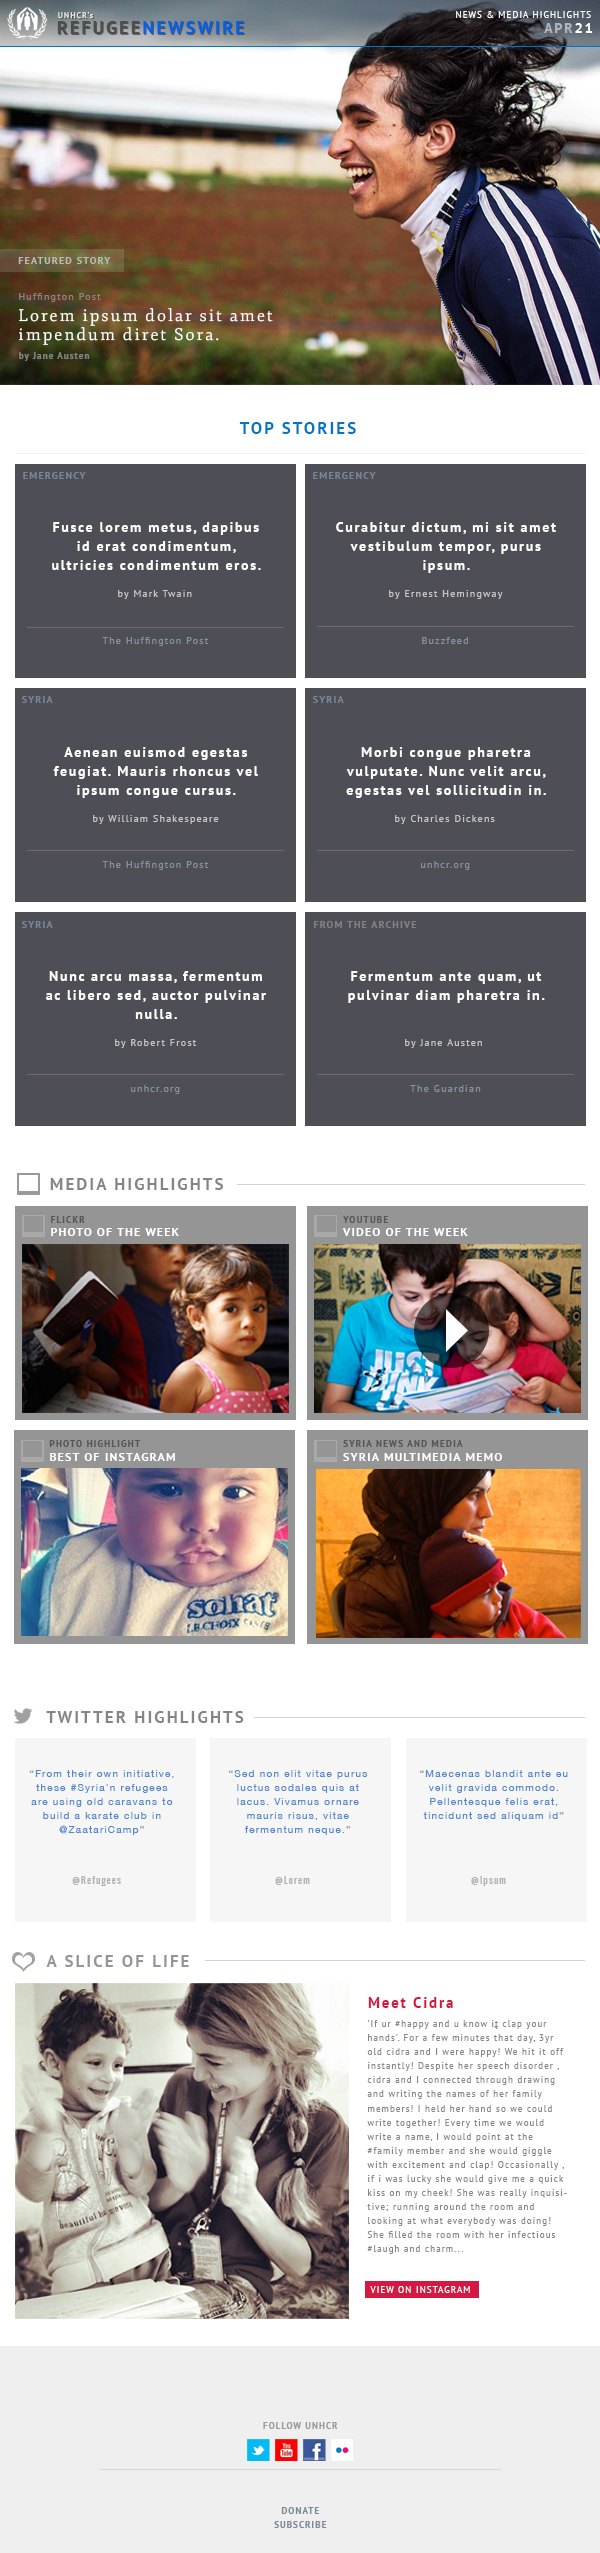 UNHCR's
REFUGEENEWSWIRE
NEWS & MEDIA HIGHLIGHTS
APR21
FEATURED STORY
Huffington Post
Lorem ipsum dolar sit amet
impendum diret Sora.
by Jane Austen
TOP STORIES
EMERGENCY
Fusce lorem metus, dapibus
id erat condimentum,
ultricies condimentum eros.
by Mark Twain
The Huffington Post
EMERGENCY
Curabitur dictum, mi sit amet
vestibulum tempor, purus
ipsum.
by Ernest Hemingway
Buzzfeed
SYRIA
Aenean euismod egestas
feugiat. Mauris rhoncus vel
ipsum congue cursus.
by William Shakespeare
The Huffington Post
SYRIA
Morbi congue pharetra
vulputate. Nunc velit arcu,
egestas vel sollicitudin in.
by Charles Dickens
unhcr.org
SYRIA
Nunc arcu massa, fermentum
ac libero sed, auctor pulvinar
nulla.
by Robert Frost
unhcr.org
FROM THE ARCHIVE
Fermentum ante quam, ut
pulvinar diam pharetra in.
by Jane Austen
The Guardian
MEDIA HIGHLIGHTS
FLICKR
PHOTO OF THE WEEK
YOUTUBE
VIDEO OF THE WEEK
JUST
PHOTO HIGHLIGHT
BEST OF INSTAGRAM
LE CHOIX
SYRIA NEWS AND MEDIA
SYRIA MULTIMEDIA MEMO
TWITTER HIGHLIGHTS
"From their own initiative,
these #Syria'n refugees
are using old caravans to
build a karate club in
@ZaatariCamp"
@Refugees
"Sed non elit vitae purus
luctus sodales quis at
lacus. Vivamus ornare
mauris risus, vitae
fermentum neque."
@Lorem
"Maecenas blandit ante eu
velit gravida commodo.
Pellentesque felis erat,
tincidunt sed aliquam id"
@Ipsum
A SLICE OF LIFE
beautiful
Meet Cidra
'If ur #happy and u know it clap your
hands'. For a few minutes that day, 3yr
old cidra and I were happy! We hit it off
instantly! Despite her speech disorder ,
cidra and I connected through drawing
and writing the names of her family
members! I held her hand so we could
write together! Every time we would
write a name, I would point at the
#family member and she would giggle
with excitement and clap! Occasionally ,
if i was lucky she would give me a quick
kiss on my cheek! She was really inquisi-
tive; running around the room and
looking at what everybody was doing!
She filled the room with her infectious
#laugh and charm...
VIEW ON INSTAGRAM
FOLLOW UNHCR
You
Tube
DONATE
SUBSCRIBE